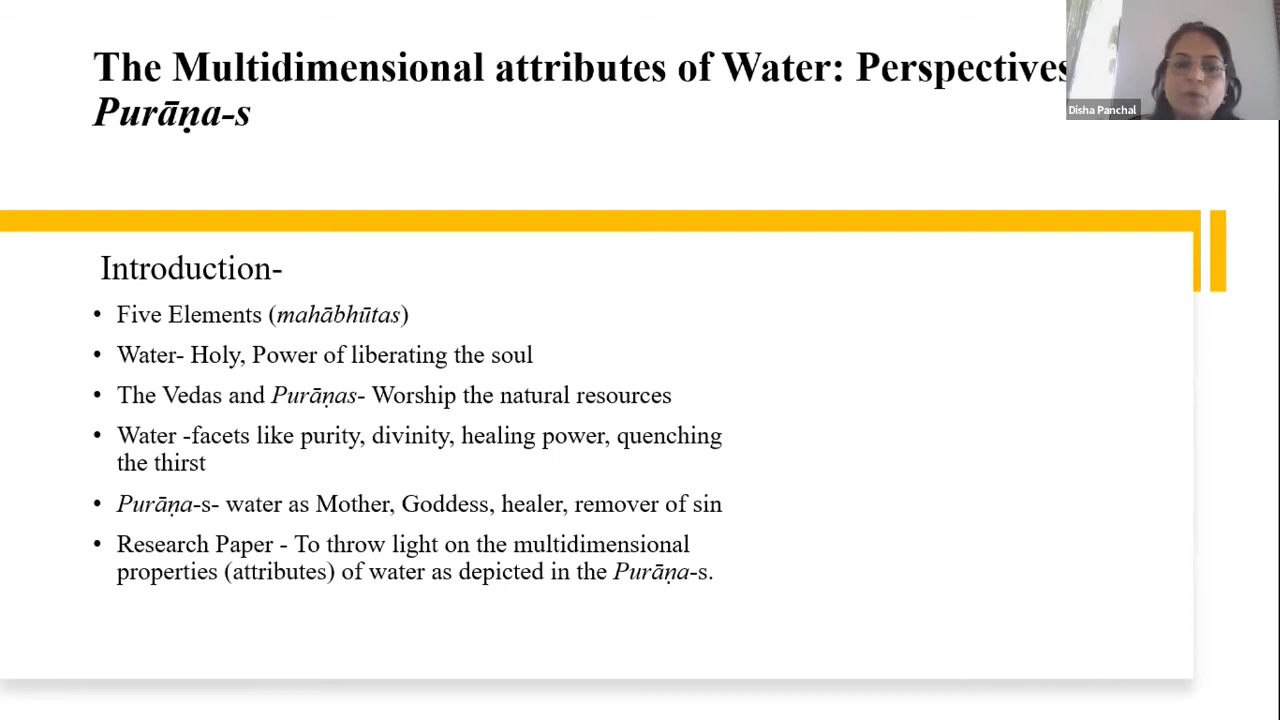 The Multidimensional attributes of Water: Perspectives
Purāṇa-s
Disha Panchal
Introduction-
• Five Elements (mahābhūtas)
• Water- Holy, Power of liberating the soul
• The Vedas and Purāṇas- Worship the natural resources
• Water -facets like purity, divinity, healing power, quenching
the thirst
• Purāṇa-s- water as Mother, Goddess, healer, remover of sin
• Research Paper - To throw light on the multidimensional
properties (attributes) of water as depicted in the Purāṇa-s.